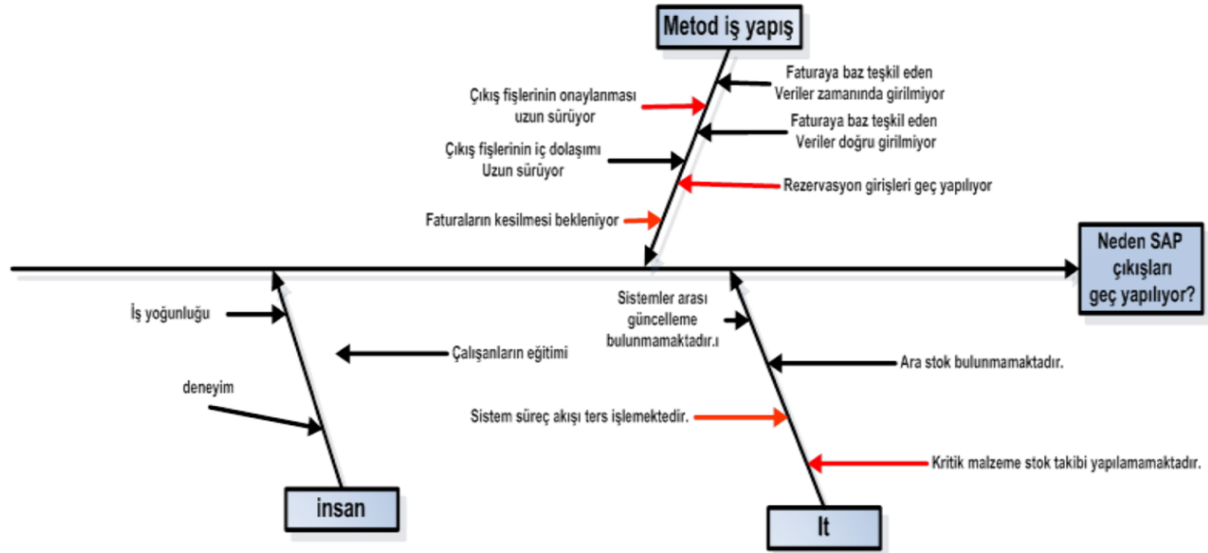 Metod iş yapış
Faturaya baz teşkil eden
Veriler zamanında girilmiyor
Çıkış fişlerinin onaylanması
uzun sürüyor
Faturaya baz teşkil eden
Veriler doğru girilmiyor
Çıkış fişlerinin iç dolaşımı
Uzun sürüyor
Rezervasyon girişleri geç yapılıyor
Faturaların kesilmesi bekleniyor
Neden SAP
çıkışları
geç yapılıyor?
İş yoğunluğu
Çalışanların eğitimi
deneyim
insan
Sistemler arası
güncelleme
bulunmamaktadır.ı
Ara stok bulunmamaktadır.
Sistem süreç akışı ters işlemektedir.
Kritik malzeme stok takibi yapılamamaktadır.
It